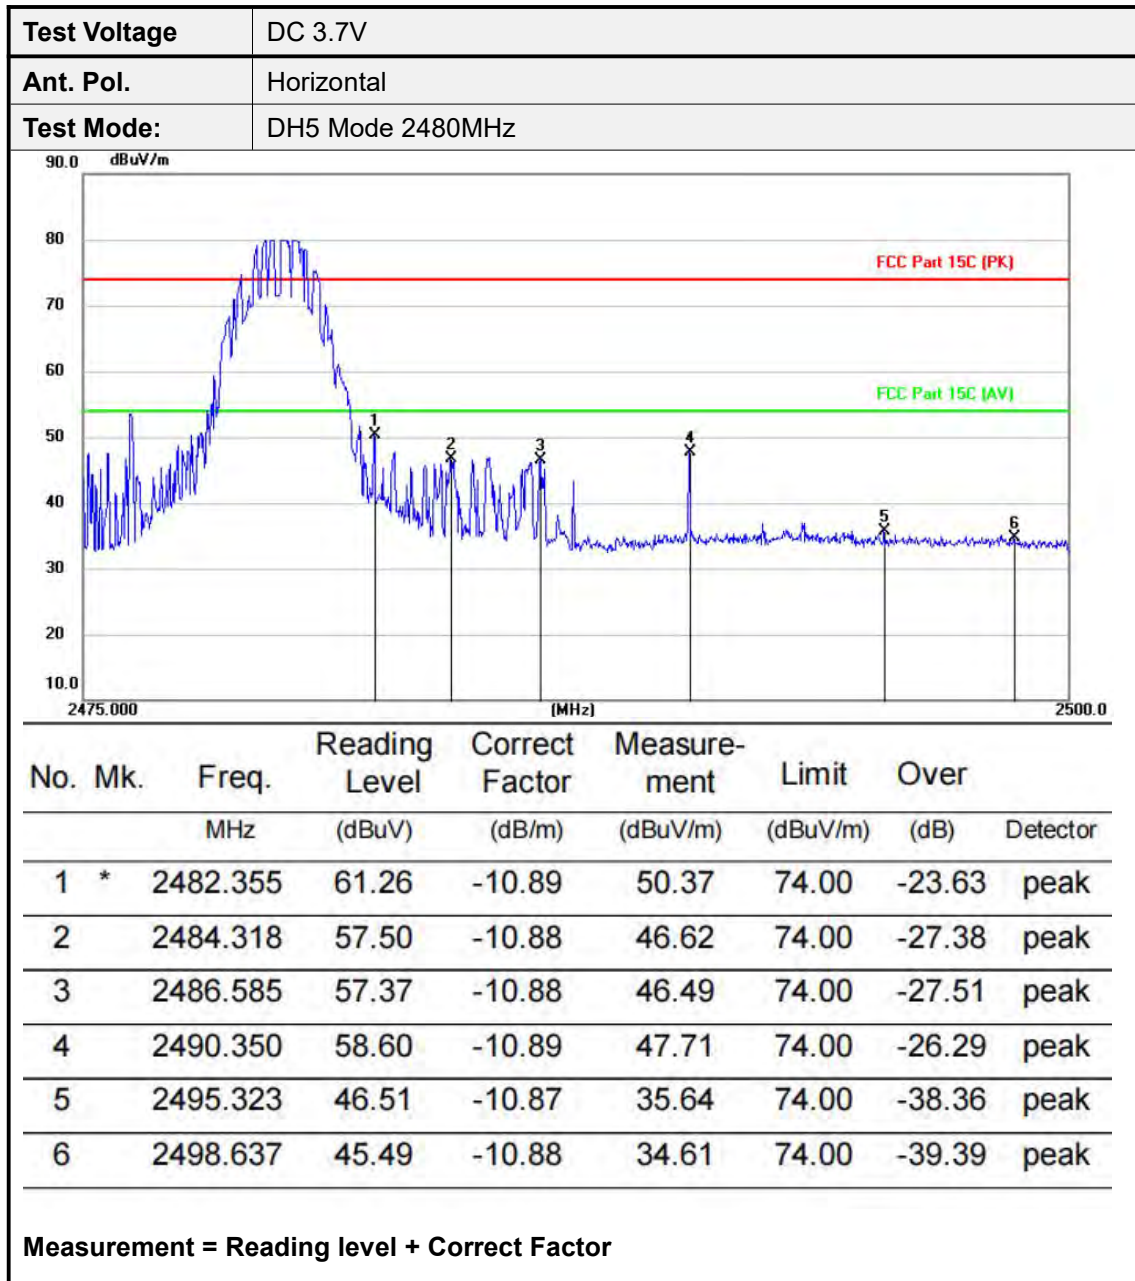 Test Voltage DC 3.7V
Ant. Pol. Horizontal
Test Mode: DH5 Mode 2480MHz
90.0 dBuV/m
80
FCC Part 15C (PK)
70
60
FCC Part 15C (AV)
50
40
30
20
10.0
1
2
3
4
5
6
2475.000 (MHz) 2500.0
No. Mk. Freq. Reading Level Correct Factor Measure-ment Limit Over
MHz (dBuV) (dB/m) (dBuV/m) (dBuV/m) (dB) Detector
1 * 2482.355 61.26 -10.89 50.37 74.00 -23.63 peak
2 2484.318 57.50 -10.88 46.62 74.00 -27.38 peak
3 2486.585 57.37 -10.88 46.49 74.00 -27.51 peak
4 2490.350 58.60 -10.89 47.71 74.00 -26.29 peak
5 2495.323 46.51 -10.87 35.64 74.00 -38.36 peak
6 2498.637 45.49 -10.88 34.61 74.00 -39.39 peak
Measurement = Reading level + Correct Factor